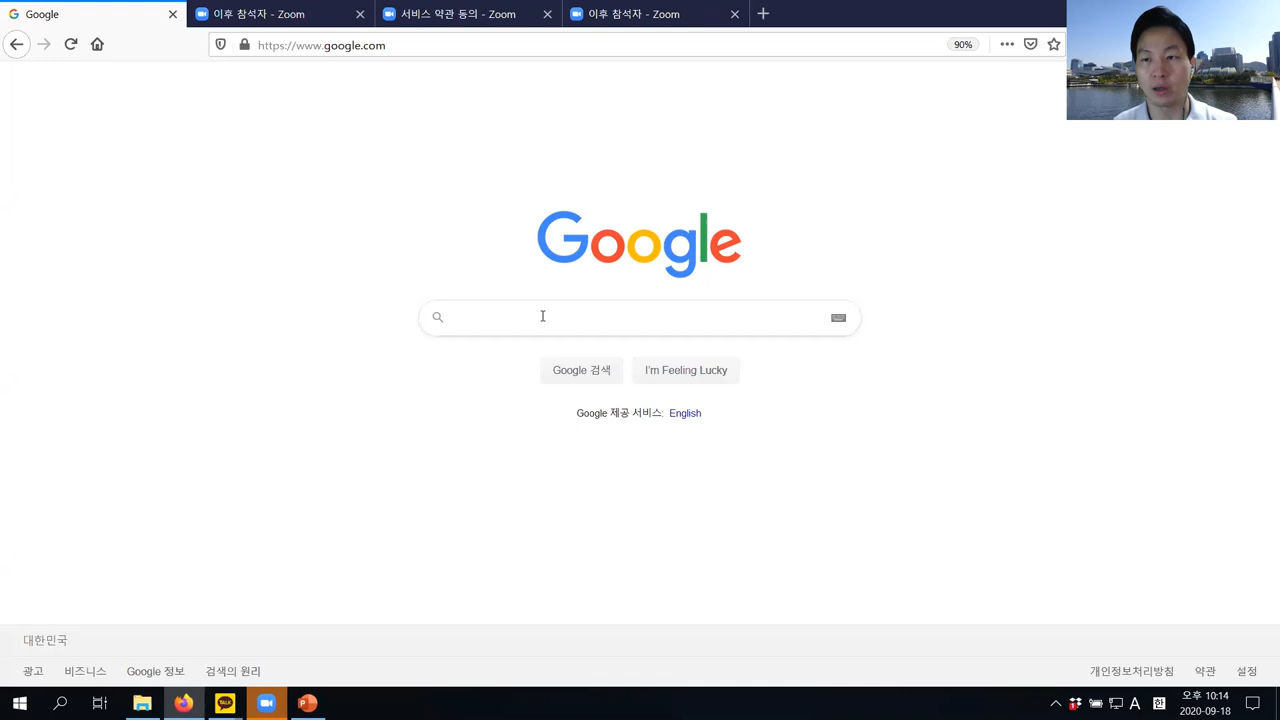 Google
이후 참석자 - Zoom
서비스 약관 동의 - Zoom
이후 참석자 - Zoom
https://www.google.com
90%
Google
Google 검색
I'm Feeling Lucky
Google 제공 서비스: English
대한민국
광고
비즈니스
Google 정보
검색의 원리
개인정보처리방침
약관
설정
TALK
P
A
한
오후 10:14
2020-09-18